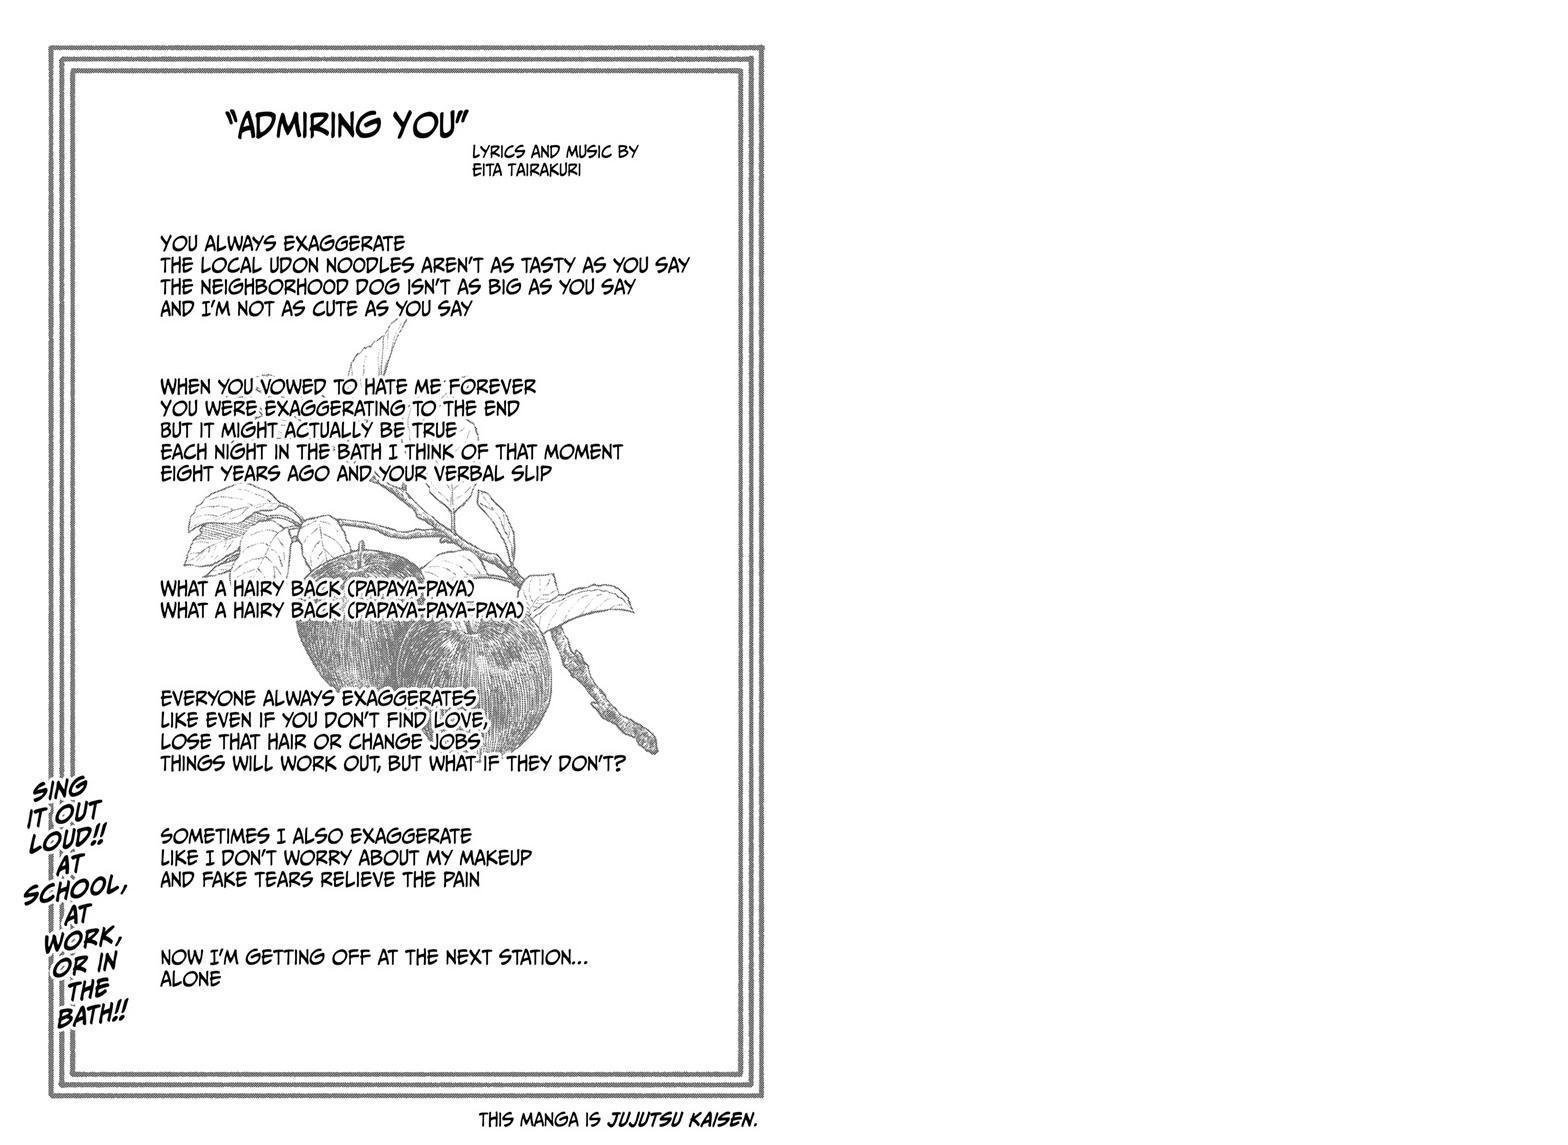 "ADMIRING YOU"
LYRICS AND MUSIC BY
EITA TAIRAKURI
YOU ALWAYS EXAGGERATE
THE LOCAL UDON NOODLES AREN'T AS TASTY AS YOU SAY
THE NEIGHBORHOOD DOG ISN'T AS BIG AS YOU SAY
AND I'M NOT AS CUTE AS YOU SAY
WHEN YOU VOWED TO HATE ME FOREVER
YOU WERE EXAGGERATING TO THE END
BUT IT MIGHT ACTUALLY BE TRUE
EACH NIGHT IN THE BATH I THINK OF THAT MOMENT
EIGHT YEARS AGO AND YOUR VERBAL SLIP
WHAT A HAIRY BACK (PAPAYA-PAYA)
WHAT A HAIRY BACK (PAPAYA-PAYA-PAYA)
EVERYONE ALWAYS EXAGGERATES
LIKE EVEN IF YOU DON'T FIND LOVE,
LOSE THAT HAIR OR CHANGE JOBS
THINGS WILL WORK OUT, BUT WHAT IF THEY DON'T?
SOMETIMES I ALSO EXAGGERATE
LIKE I DON'T WORRY ABOUT MY MAKEUP
AND FAKE TEARS RELIEVE THE PAIN
NOW I'M GETTING OFF AT THE NEXT STATION...
ALONE
SING
IT OUT
LOUD!!
AT
SCHOOL,
AT
WORK,
OR IN
THE
BATH!!
THIS MANGA IS JUJUTSU KAISEN.